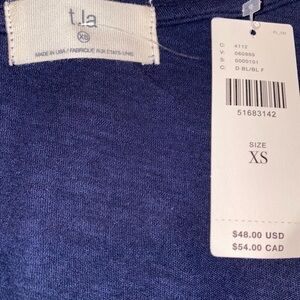 t.la
XS
MADE IN USA / FABRIQUÉ AUX ÉTATS-UNIS
D: 4112
V: 060989
S: 0000101
C: D BL/BL F
51683142
SIZE
XS
$48.00 USD
$54.00 CAD